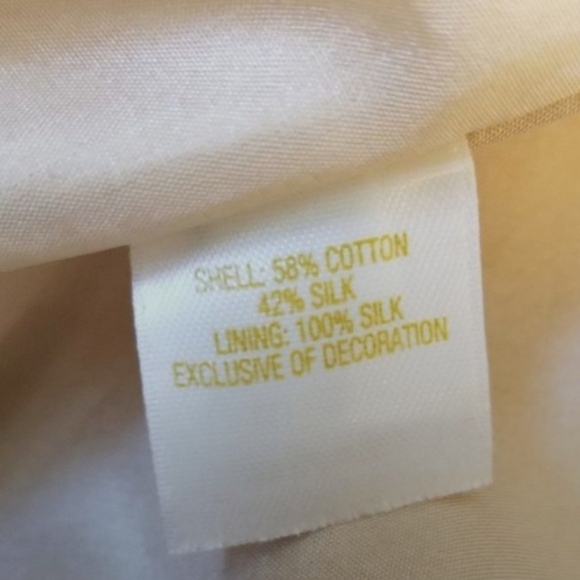 SHELL: 58% COTTON
42% SILK
LINING: 100% SILK
EXCLUSIVE OF DECORATION